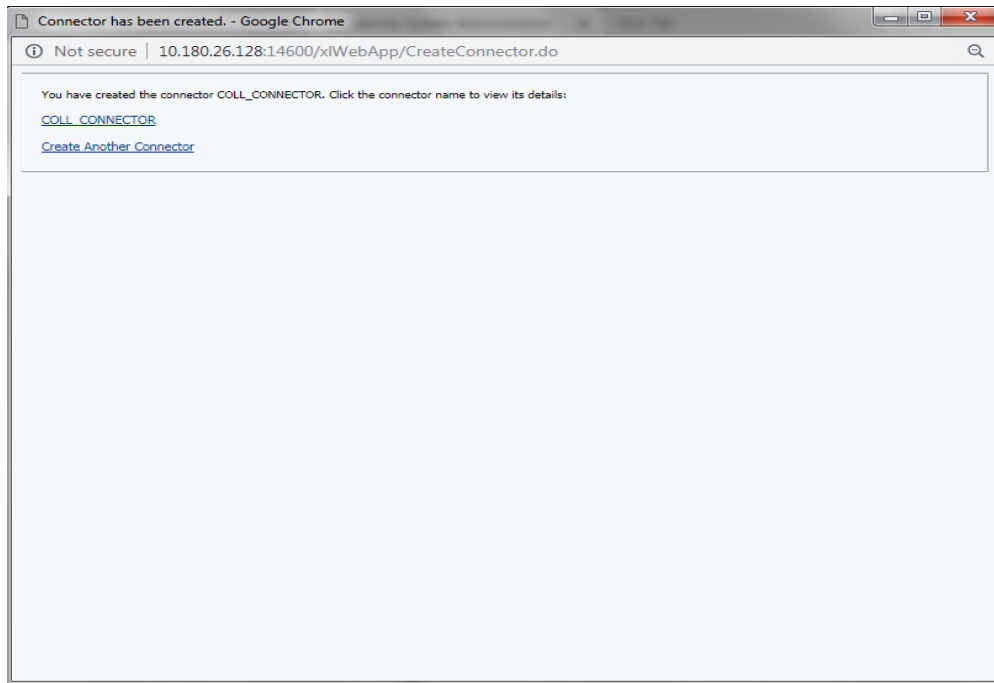 Connector has been created. - Google Chrome
Not secure | 10.180.26.128:14600/xlWebApp/CreateConnector.do
You have created the connector COLL_CONNECTOR. Click the connector name to view its details:
COLL_CONNECTOR
Create Another Connector